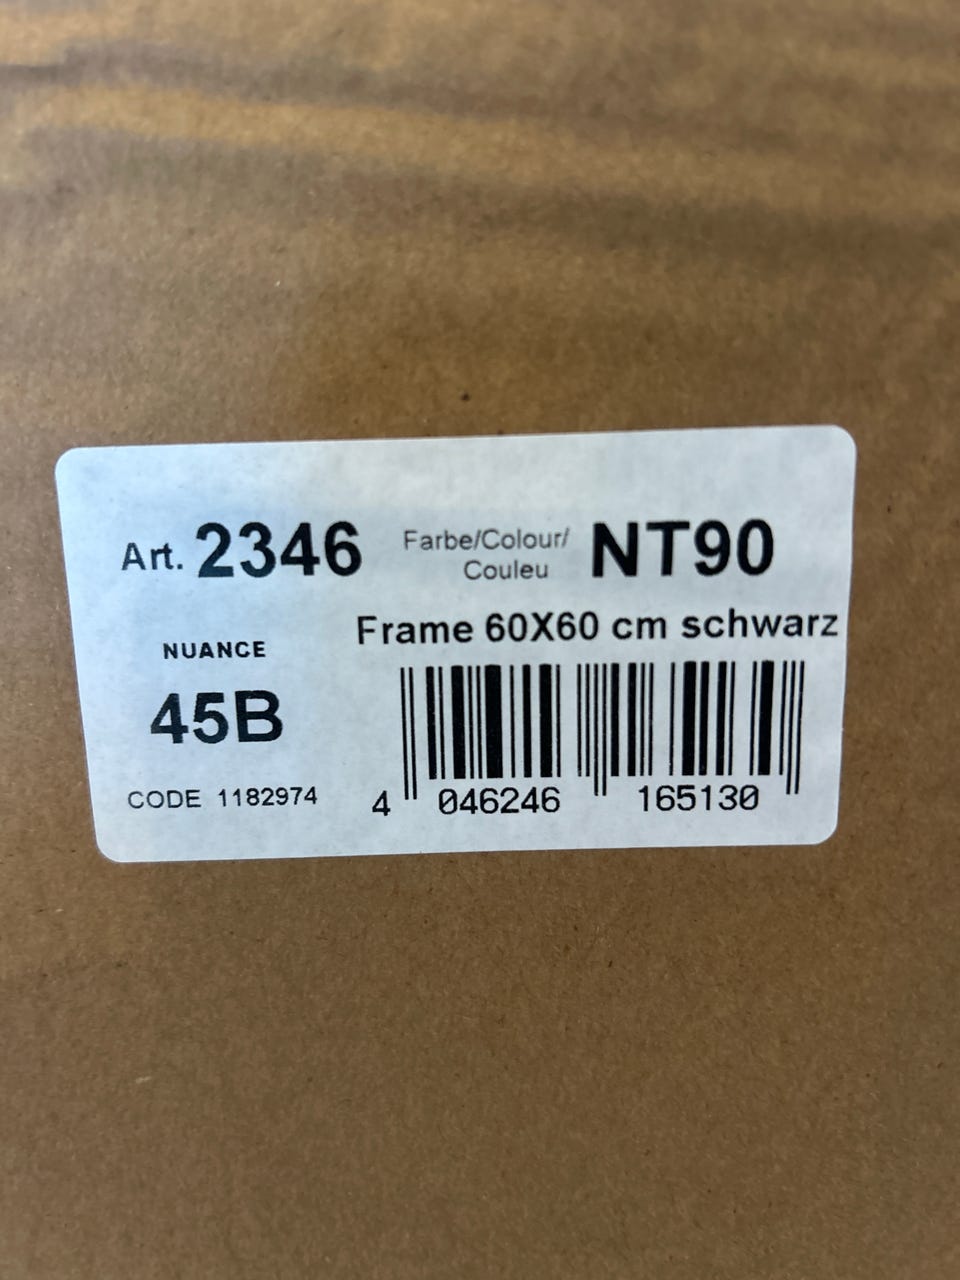 Art. 2346 Farbe/Colour/ NT90
Couleu
Frame 60X60 cm schwarz
NUANCE
45B
CODE 1182974
4 046246 165130